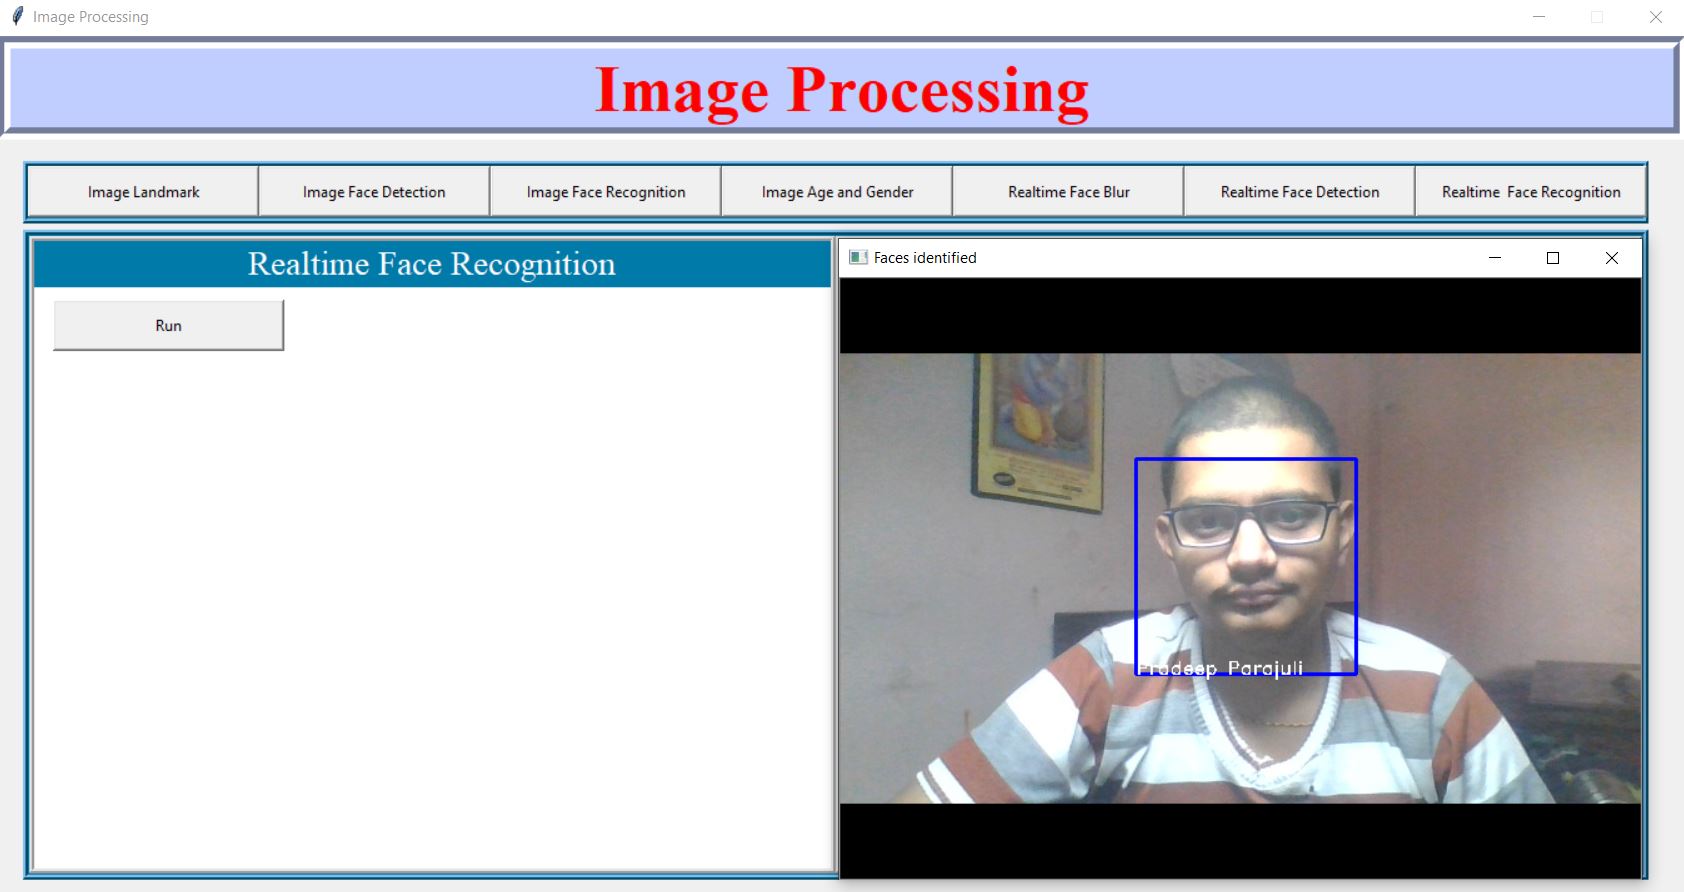 Image Processing
Image Processing
Image Landmark
Image Face Detection
Image Face Recognition
Image Age and Gender
Realtime Face Blur
Realtime Face Detection
Realtime  Face Recognition
Realtime Face Recognition
Run
Faces identified
Pradeep Parajuli